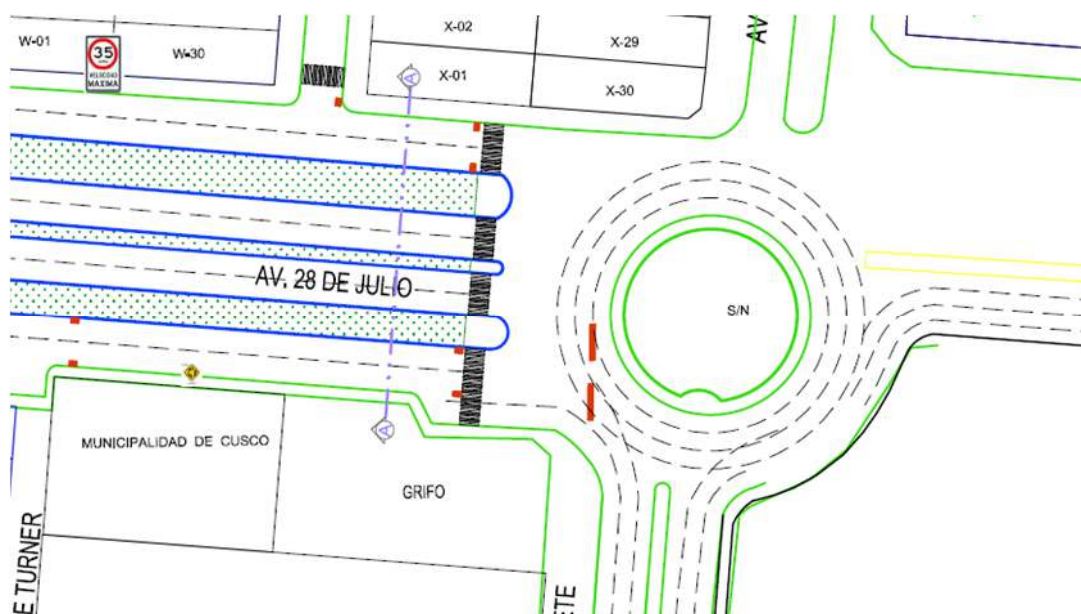 W-01
35
VELOCIDAD
MAXIMA
W-30
X-02
X-29
X-01
X-30
A
AV
AV. 28 DE JULIO
S/N
A
MUNICIPALIDAD DE CUSCO
GRIFO
E TURNER
ETE